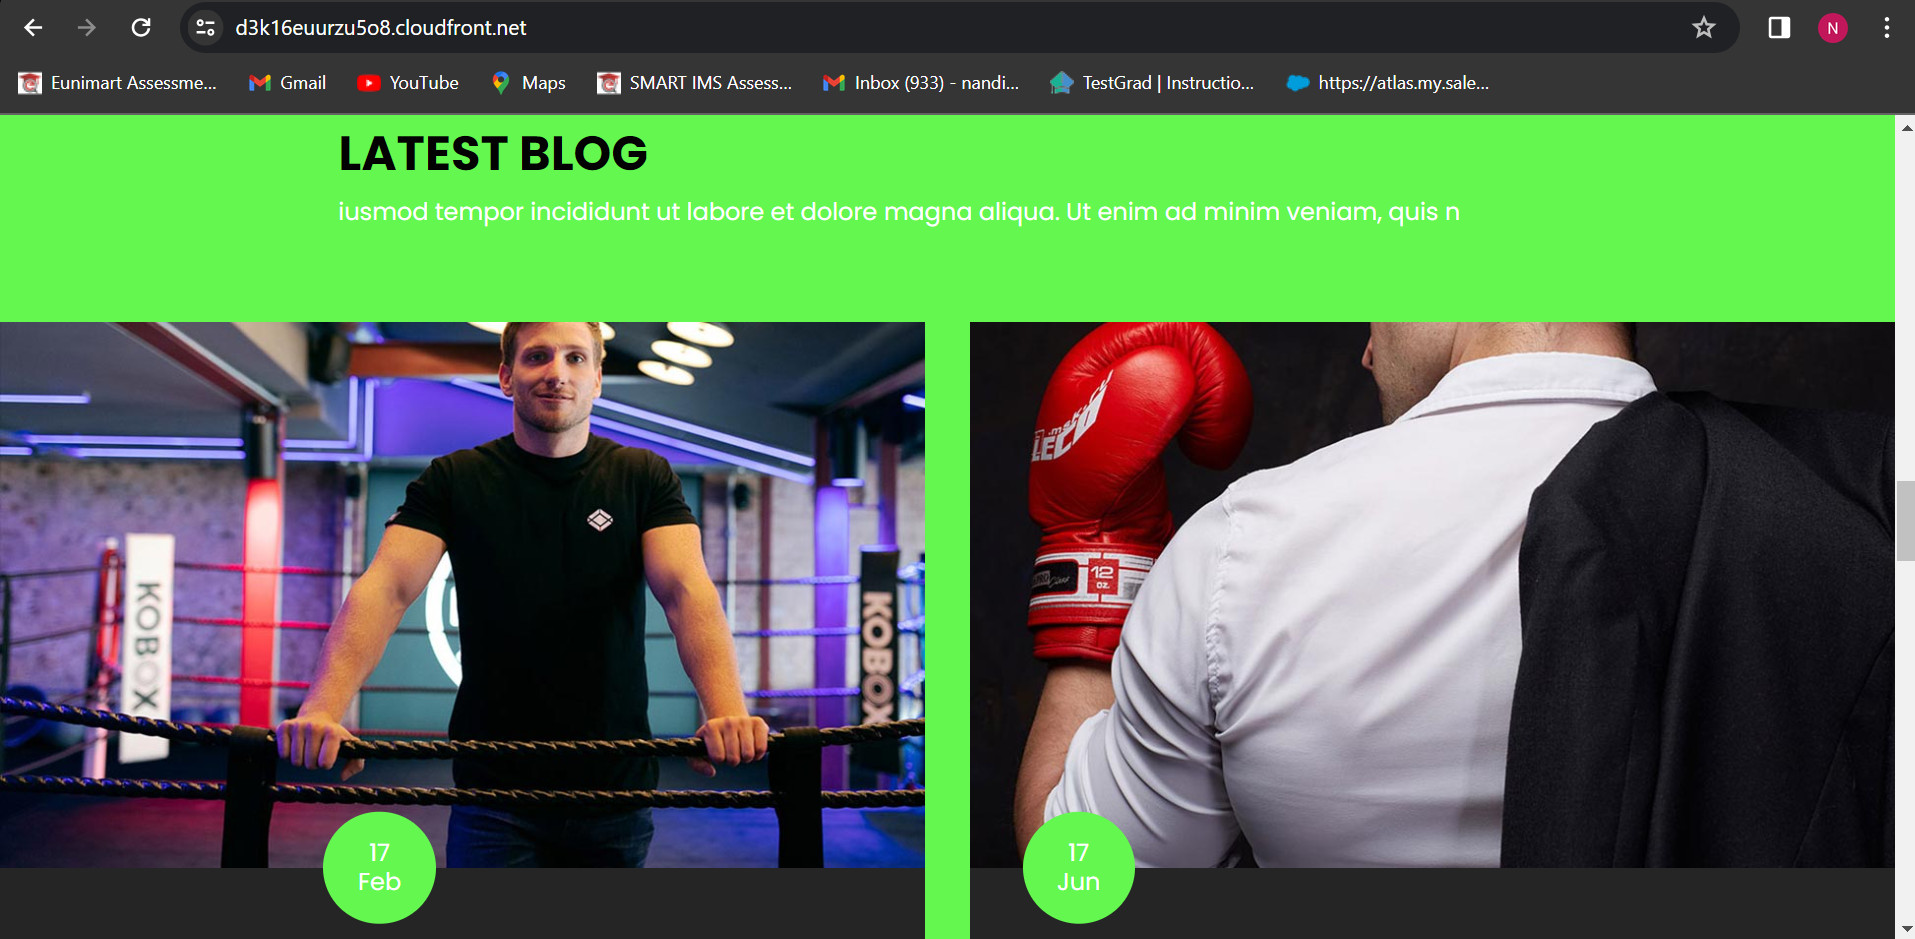 d3k16euurzu5o8.cloudfront.net
N
Eunimart Assessme...
Gmail
YouTube
Maps
SMART IMS Assess...
Inbox (933) - nandi...
TestGrad | Instructio...
https://atlas.my.sale...
LATEST BLOG
iusmod tempor incididunt ut labore et dolore magna aliqua. Ut enim ad minim veniam, quis n
KOBOX
KOBOX
12
OZ.
17
Feb
17
Jun